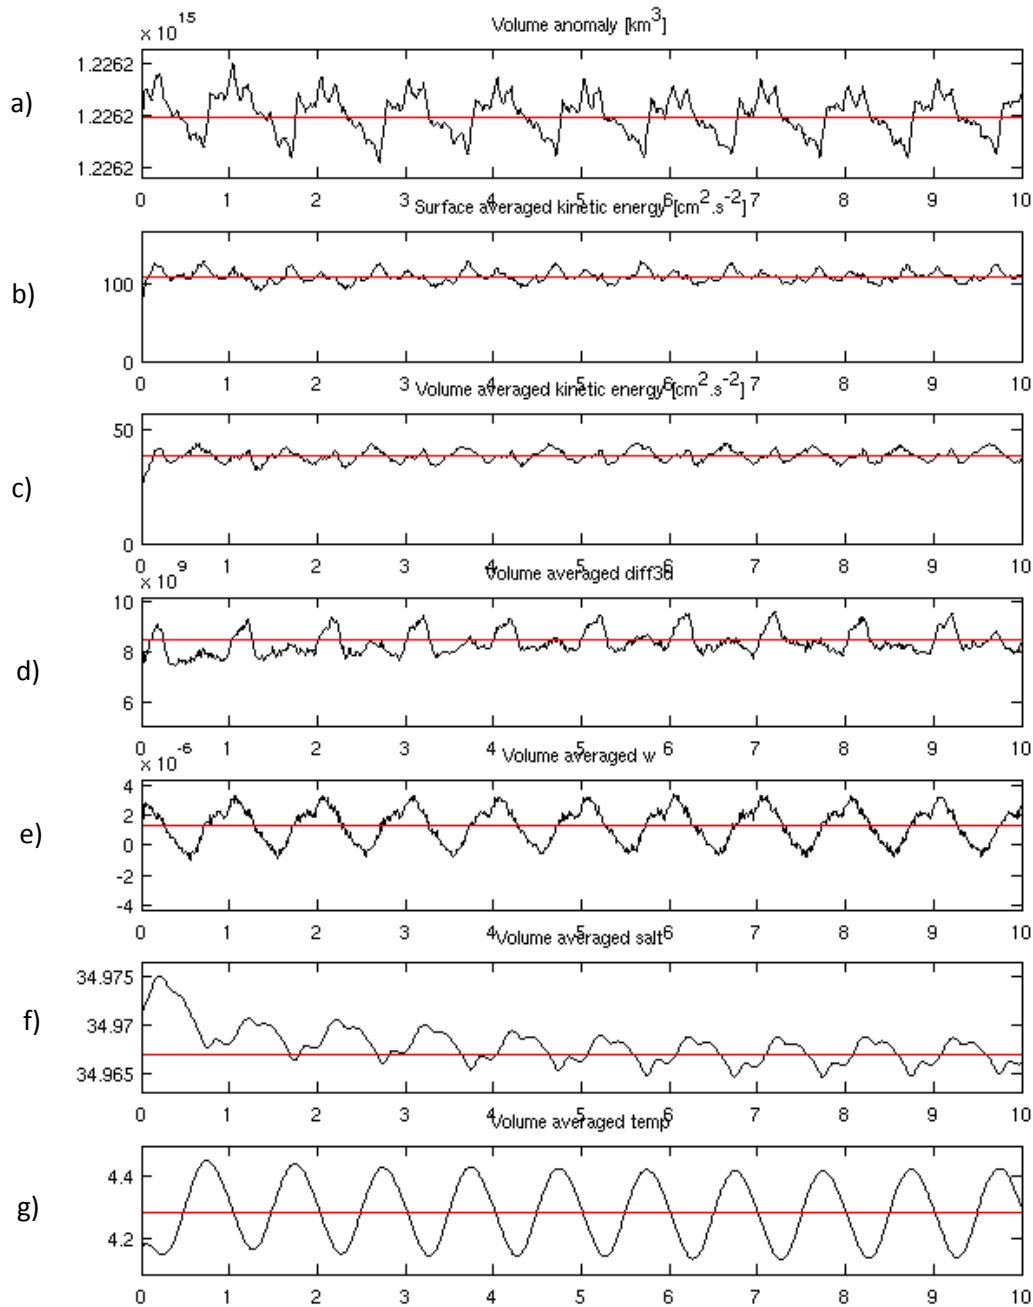 × 10^15 Volume anomaly [km^3]
a)
1.2262
1.2262
1.2262
0 1 2 3 4 5 6 7 8 9 10
Surface averaged kinetic energy [cm^2.s^-2]
b)
100
0
0 1 2 3 4 5 6 7 8 9 10
Volume averaged kinetic energy [cm^2.s^-2]
c)
50
0
0 1 2 3 4 5 6 7 8 9 10
× 10^9 Volume averaged diff3d
d)
10
8
6
0 1 2 3 4 5 6 7 8 9 10
× 10^-6 Volume averaged w
e)
4
2
0
-2
-4
0 1 2 3 4 5 6 7 8 9 10
Volume averaged salt
f)
34.975
34.97
34.965
0 1 2 3 4 5 6 7 8 9 10
Volume averaged temp
g)
4.4
4.2
0 1 2 3 4 5 6 7 8 9 10